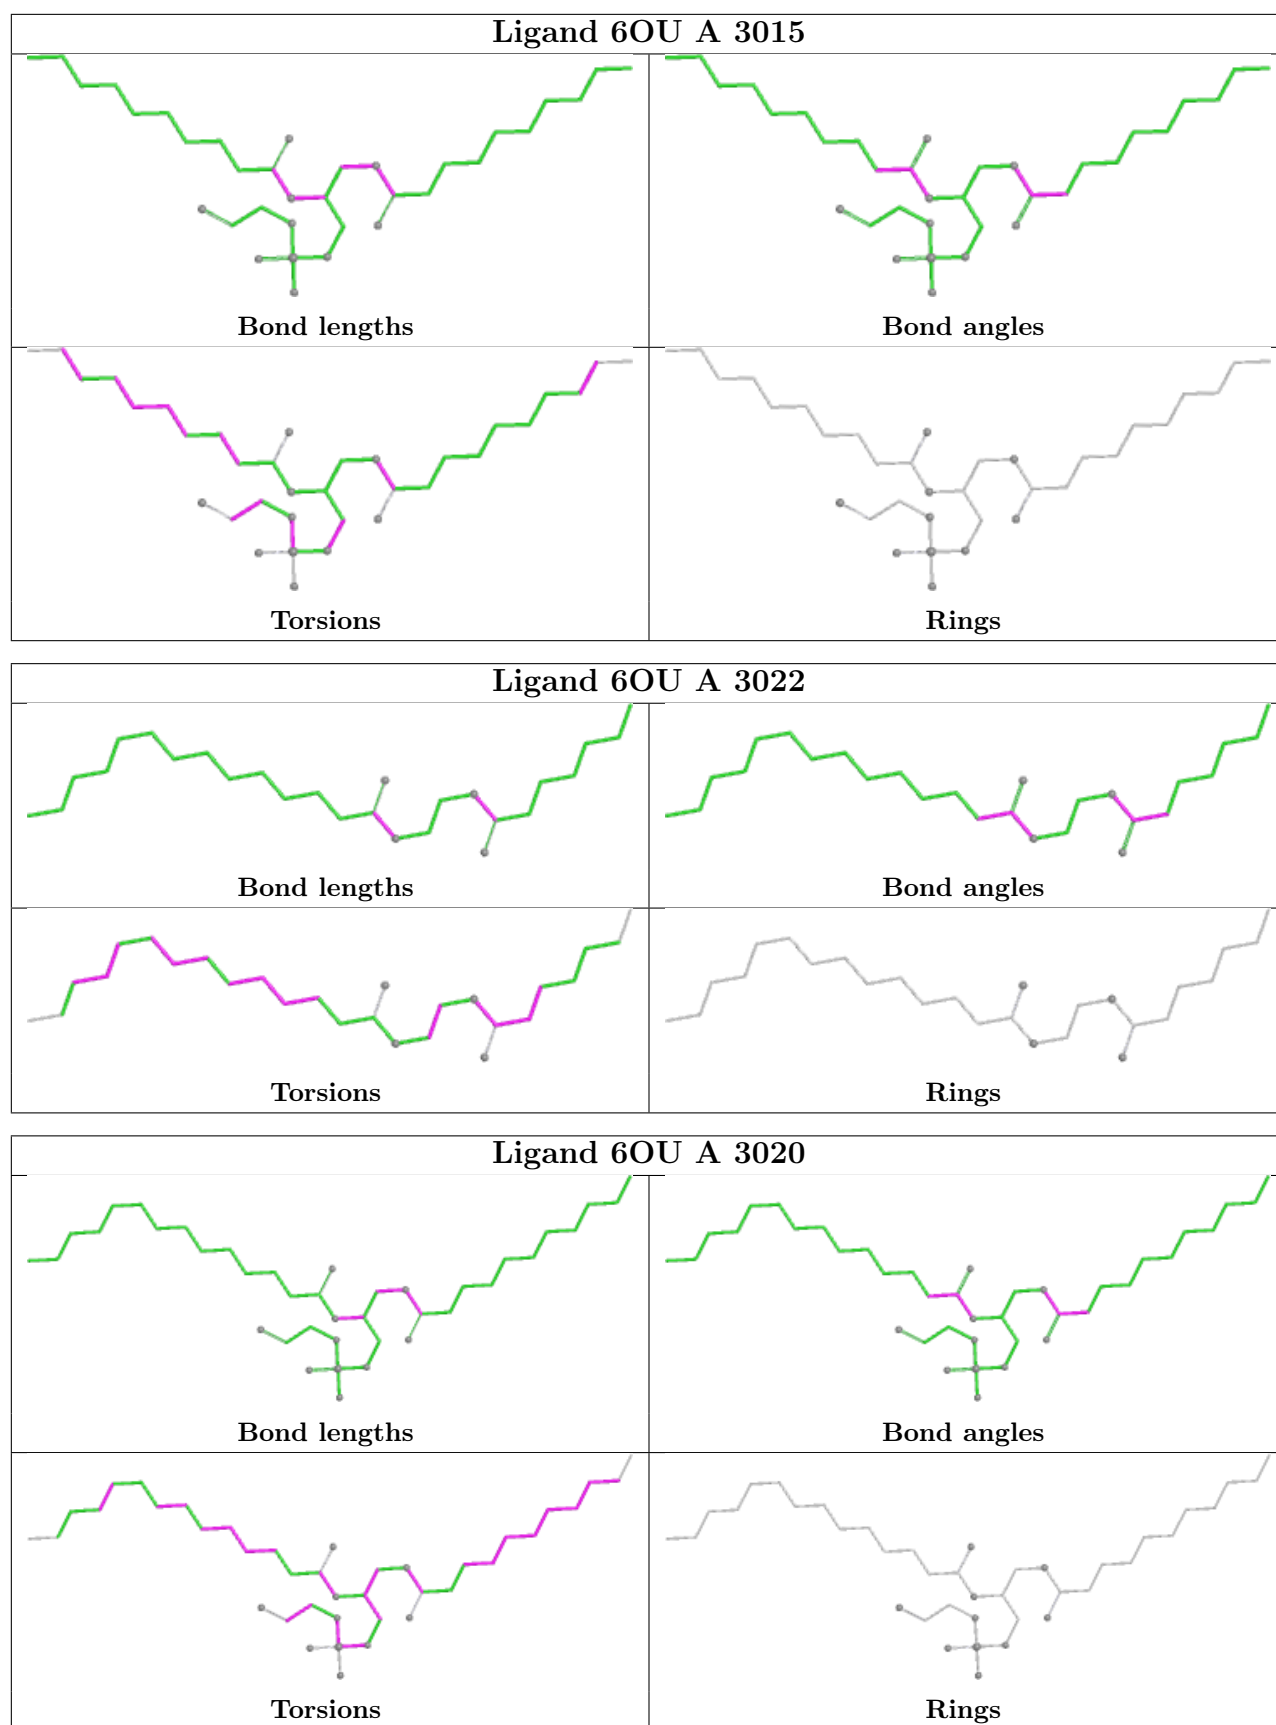 Ligand 6OU A 3015
Bond lengths
Bond angles
Torsions
Rings
Ligand 6OU A 3022
Bond lengths
Bond angles
Torsions
Rings
Ligand 6OU A 3020
Bond lengths
Bond angles
Torsions
Rings